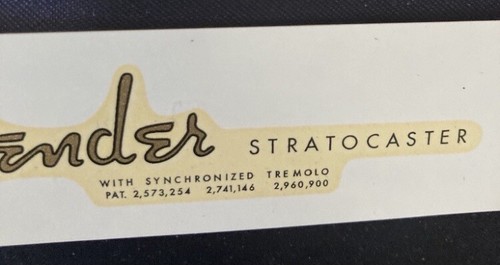 ender STRATOCASTER
WITH SYNCHRONIZED TREMOLO
PAT. 2,573,254 2,741,146 2,960,900